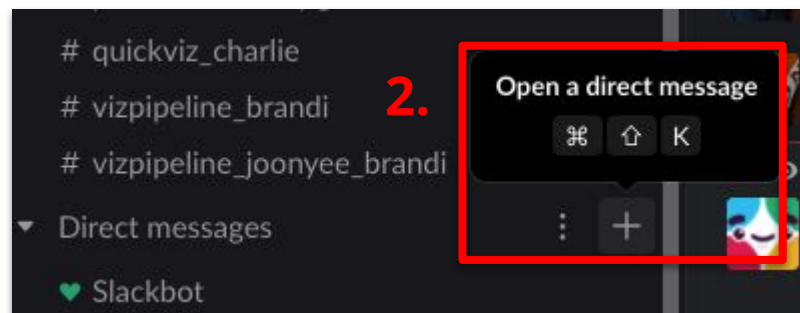 # quickviz_charlie
2.
Open a direct message
# vizpipeline_brandi
⌘ ⇧ K
# vizpipeline_joonyee_brandi
Direct messages
Slackbot